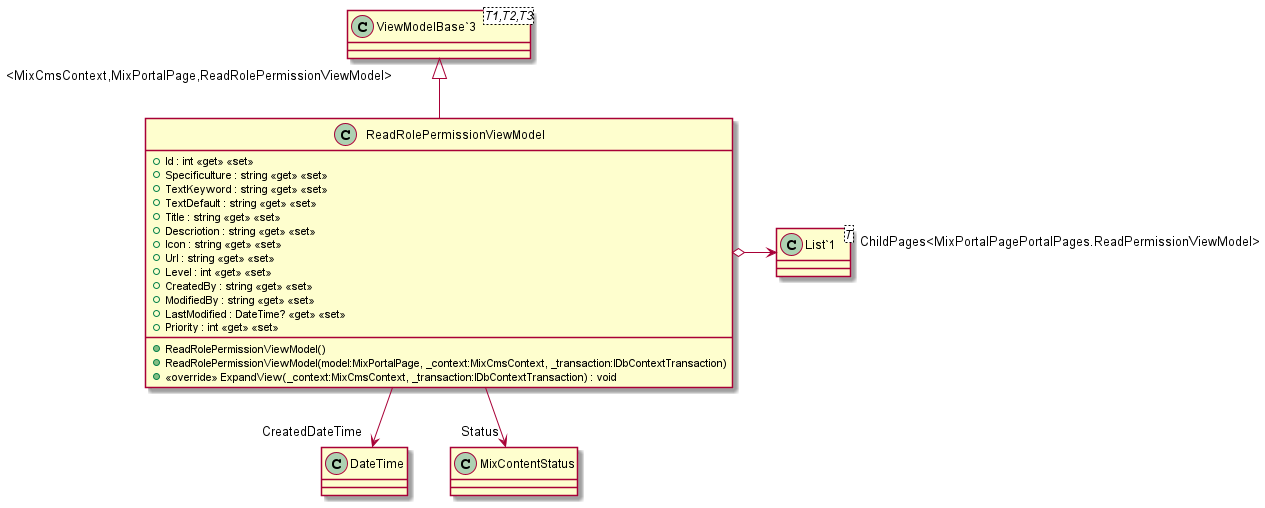 C ViewModelBase`3 T1,T2,T3
<MixCmsContext,MixPortalPage,ReadRolePermissionViewModel>
C ReadRolePermissionViewModel
Id : int «get» «set»
Specificulture : string «get» «set»
TextKeyword : string «get» «set»
TextDefault : string «get» «set»
Title : string «get» «set»
Descriotion : string «get» «set»
Icon : string «get» «set»
Url : string «get» «set»
Level : int «get» «set»
CreatedBy : string «get» «set»
ModifiedBy : string «get» «set»
LastModified : DateTime? «get» «set»
Priority : int «get» «set»
ReadRolePermissionViewModel()
ReadRolePermissionViewModel(model:MixPortalPage, _context:MixCmsContext, _transaction:IDbContextTransaction)
«override» ExpandView(_context:MixCmsContext, _transaction:IDbContextTransaction) : void
C List`1 T
ChildPages<MixPortalPagePortalPages.ReadPermissionViewModel>
CreatedDateTime
Status
C DateTime
C MixContentStatus